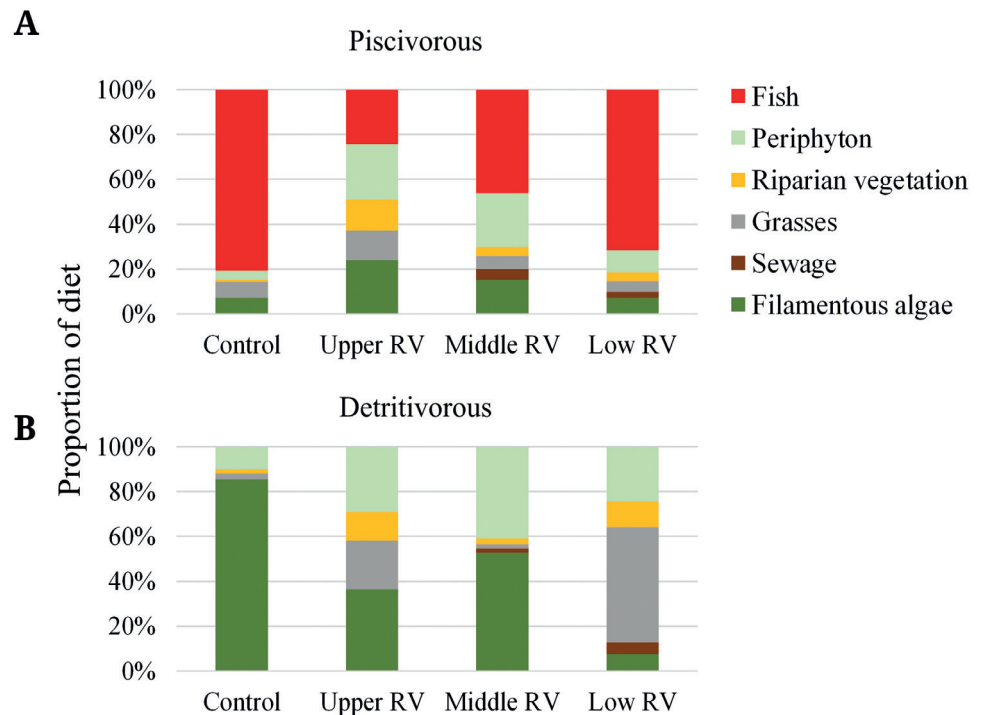 A
Piscivorous
100%
80%
60%
40%
20%
0%
Control
Upper RV
Middle RV
Low RV
Fish
Periphyton
Riparian vegetation
Grasses
Sewage
Filamentous algae
Proportion of diet
B
Detritivorous
100%
80%
60%
40%
20%
0%
Control
Upper RV
Middle RV
Low RV